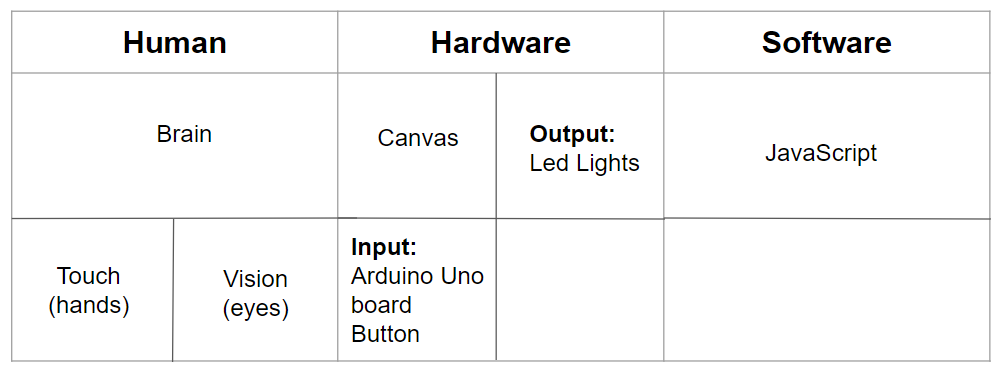 Human
Hardware
Software
Brain
Canvas
Output:
Led Lights
JavaScript
Touch
(hands)
Vision
(eyes)
Input:
Arduino Uno
board
Button